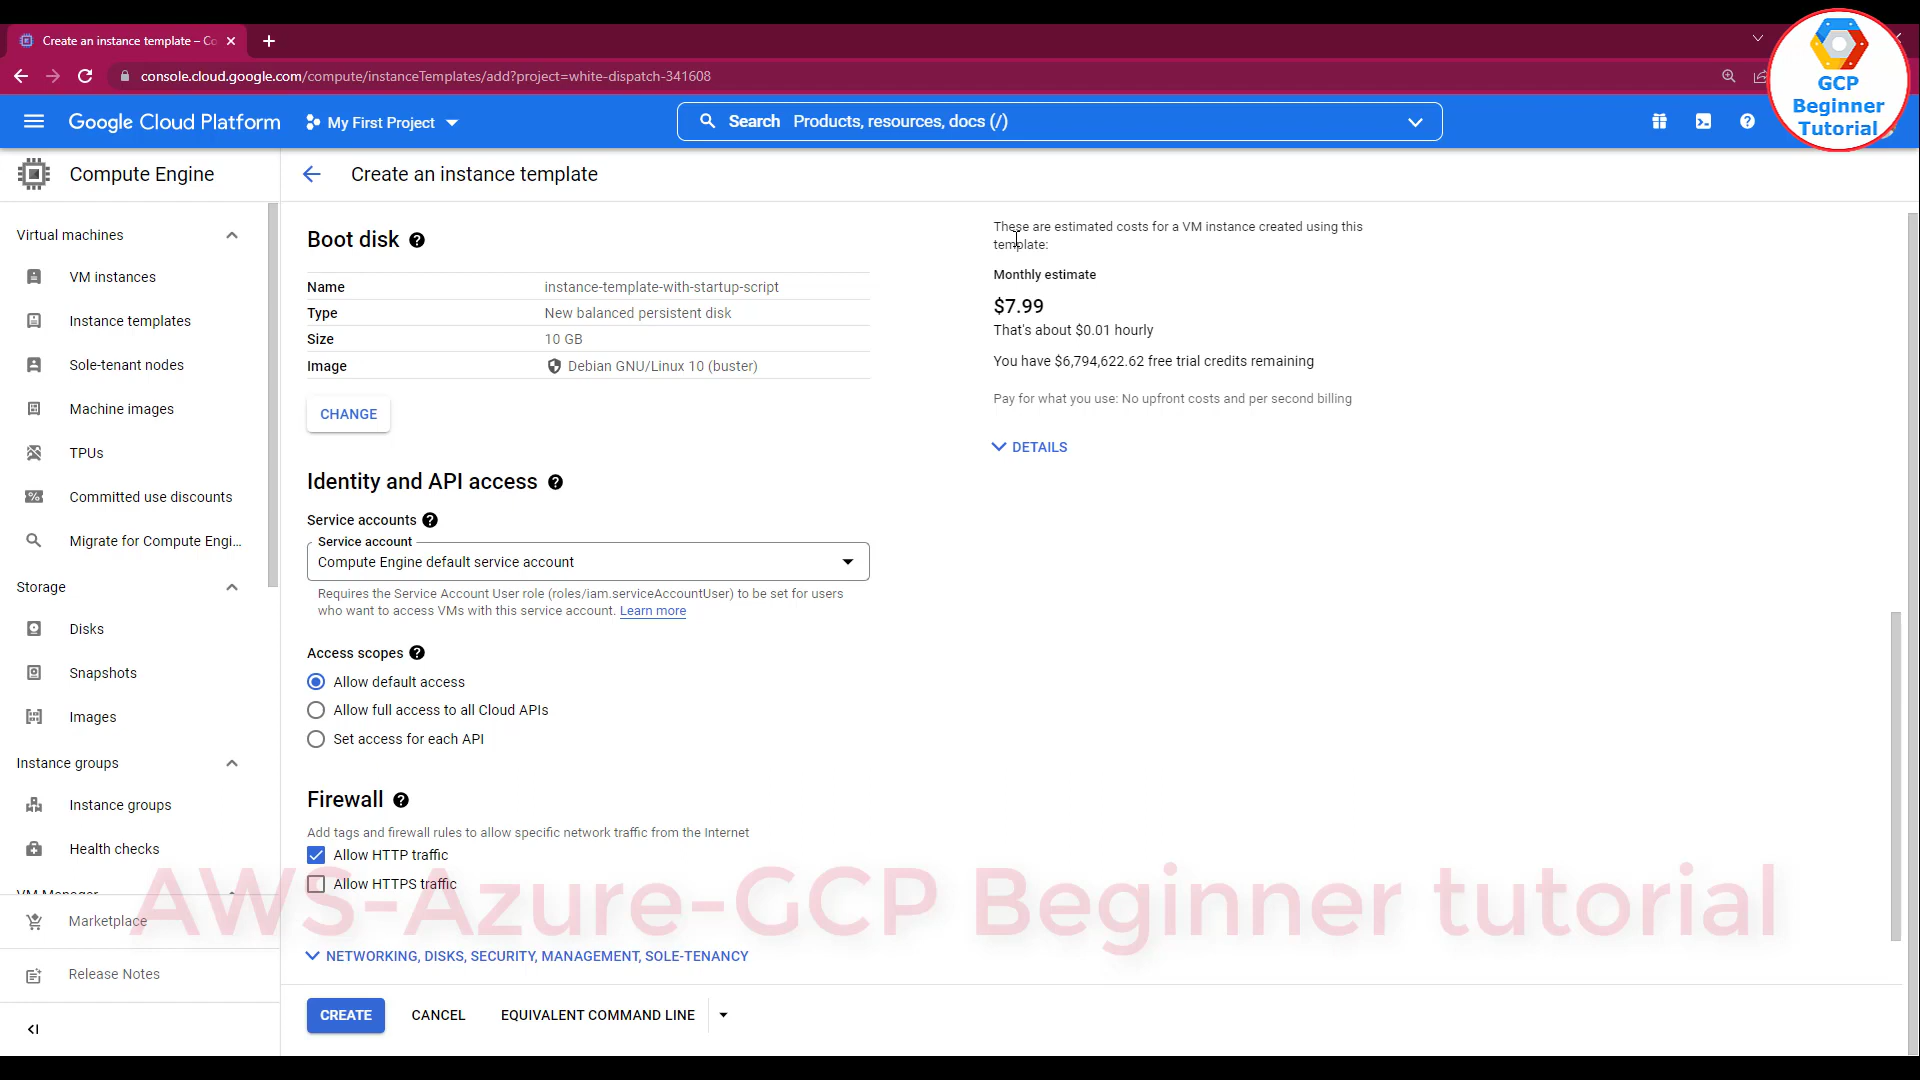 Create an instance template – Co
console.cloud.google.com/compute/instanceTemplates/add?project=white-dispatch-341608
GCP
Beginner
Tutorial
Google Cloud Platform
My First Project
Search Products, resources, docs (/)
Compute Engine
Create an instance template
Virtual machines
VM instances
Instance templates
Sole-tenant nodes
Machine images
TPUs
Committed use discounts
Migrate for Compute Engi...
Storage
Disks
Snapshots
Images
Instance groups
Instance groups
Health checks
VM Manager
Marketplace
Release Notes
Boot disk
Name instance-template-with-startup-script
Type New balanced persistent disk
Size 10 GB
Image Debian GNU/Linux 10 (buster)
CHANGE
Identity and API access
Service accounts
Service account
Compute Engine default service account
Requires the Service Account User role (roles/iam.serviceAccountUser) to be set for users
who want to access VMs with this service account. Learn more
Access scopes
Allow default access
Allow full access to all Cloud APIs
Set access for each API
Firewall
Add tags and firewall rules to allow specific network traffic from the Internet
Allow HTTP traffic
Allow HTTPS traffic
AWS-Azure-GCP Beginner tutorial
NETWORKING, DISKS, SECURITY, MANAGEMENT, SOLE-TENANCY
CREATE CANCEL EQUIVALENT COMMAND LINE
These are estimated costs for a VM instance created using this
template:
Monthly estimate
$7.99
That's about $0.01 hourly
You have $6,794,622.62 free trial credits remaining
Pay for what you use: No upfront costs and per second billing
DETAILS